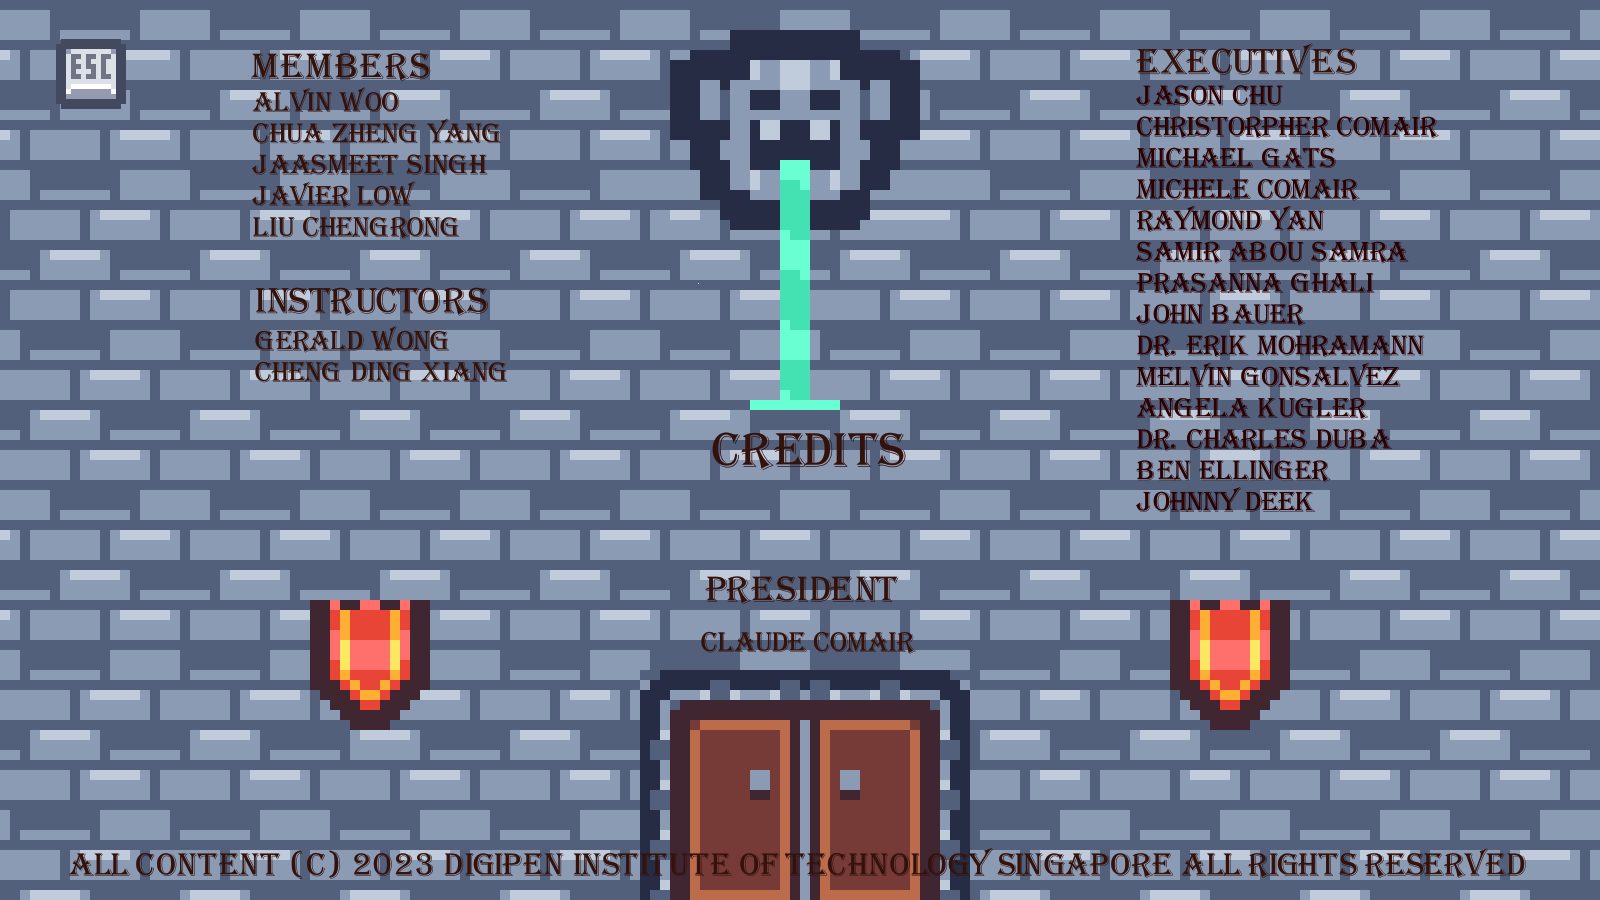 ESC
MEMBERS
ALVIN WOO
CHUA ZHENG YANG
JAASMEET SINGH
JAVIER LOW
LIU CHENGRONG
INSTRUCTORS
GERALD WONG
CHENG DING XIANG
EXECUTIVES
JASON CHU
CHRISTORPHER COMAIR
MICHAEL GATS
MICHELE COMAIR
RAYMOND YAN
SAMIR ABOU SAMRA
PRASANNA GHALI
JOHN BAUER
DR. ERIK MOHRAMANN
MELVIN GONSALVEZ
ANGELA KUGLER
DR. CHARLES DUBA
BEN ELLINGER
JOHNNY DEEK
CREDITS
PRESIDENT
CLAUDE COMAIR
ALL CONTENT (C) 2023 DIGIPEN INSTITUTE OF TECHNOLOGY SINGAPORE ALL RIGHTS RESERVED